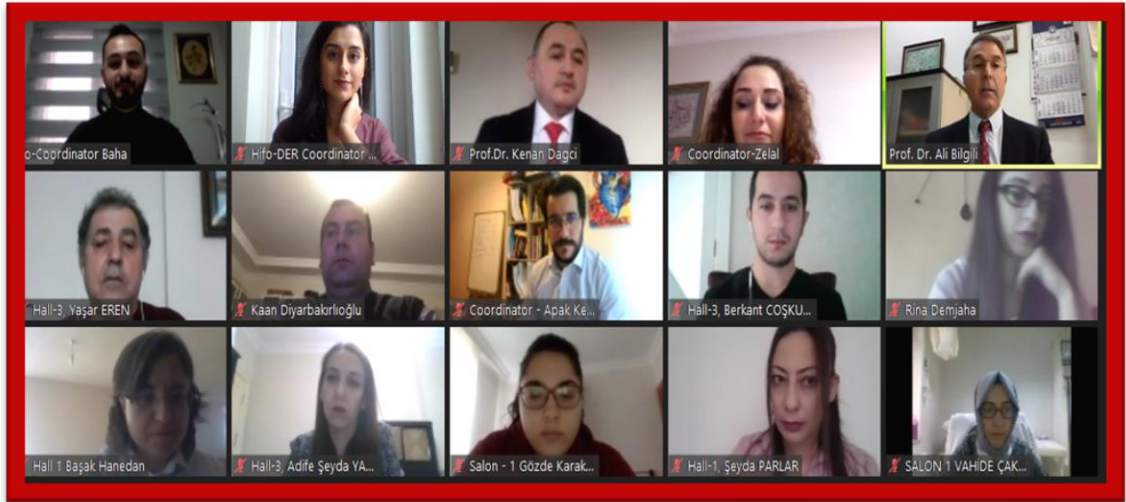 o-Coordinator Baha
Hifo-DER Coordinator ...
Prof.Dr. Kenan Dagci
Coordinator-Zelal
Prof. Dr. Ali Bilgili
Hall-3, Yaşar EREN
Kaan Diyarbakırlıoğlu
Coordinator - Apak Ke...
Hall-3, Berkant COŞKU...
Rina Demjaha
Hall 1 Başak Hanedan
Hall-3, Adife Şeyda YA...
Salon - 1 Gözde Karak...
Hall-1, Şeyda PARLAR
SALON 1 VAHİDE ÇAK...